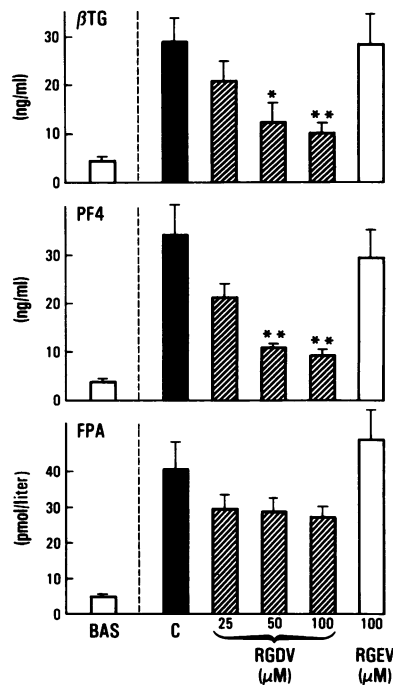 βTG
(ng/ml)
30
20
10
0
*
**
PF4
(ng/ml)
30
20
10
0
**
**
FPA
(pmol/liter)
40
30
20
10
0
BAS
C
25 50 100
RGDV
(μM)
100
RGEV
(μM)